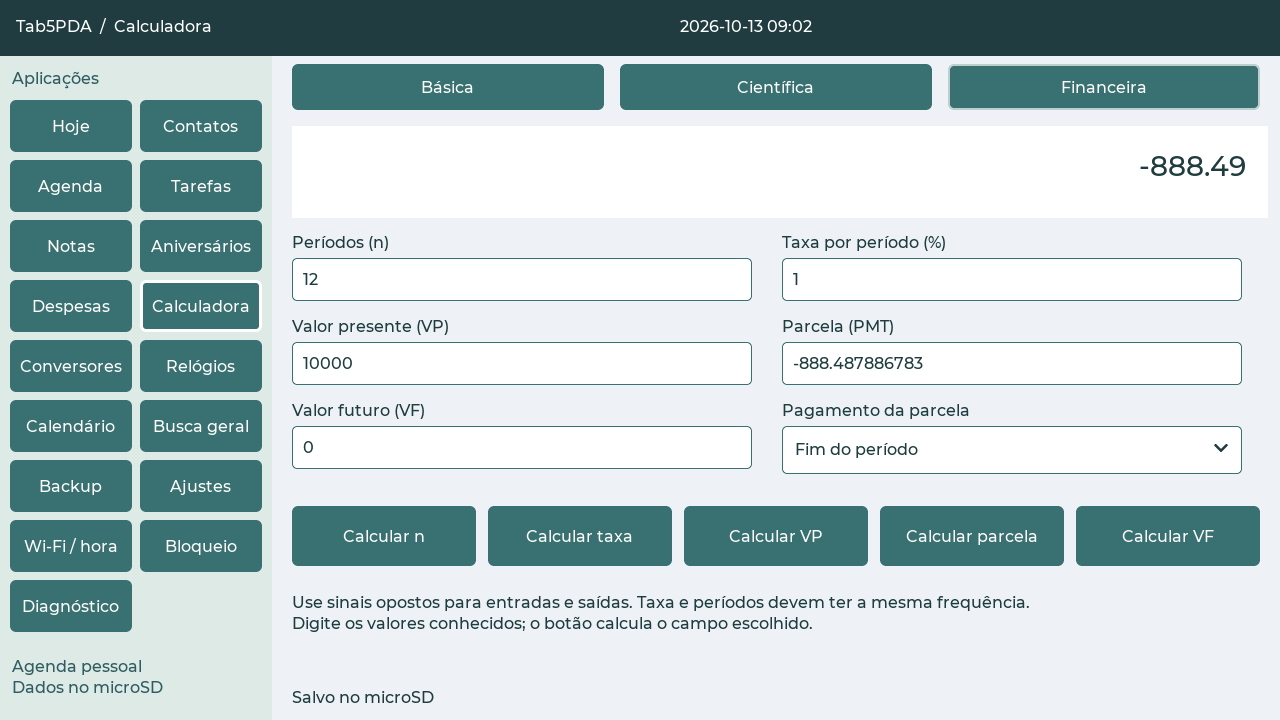 Tab5PDA / Calculadora
2026-10-13 09:02
Aplicações
Hoje
Contatos
Agenda
Tarefas
Notas
Aniversários
Despesas
Calculadora
Conversores
Relógios
Calendário
Busca geral
Backup
Ajustes
Wi-Fi / hora
Bloqueio
Diagnóstico
Agenda pessoal
Dados no microSD
Básica
Científica
Financeira
-888.49
Períodos (n)
Taxa por período (%)
12
1
Valor presente (VP)
Parcela (PMT)
10000
-888.487886783
Valor futuro (VF)
Pagamento da parcela
0
Fim do período
Calcular n
Calcular taxa
Calcular VP
Calcular parcela
Calcular VF
Use sinais opostos para entradas e saídas. Taxa e períodos devem ter a mesma frequência.
Digite os valores conhecidos; o botão calcula o campo escolhido.
Salvo no microSD